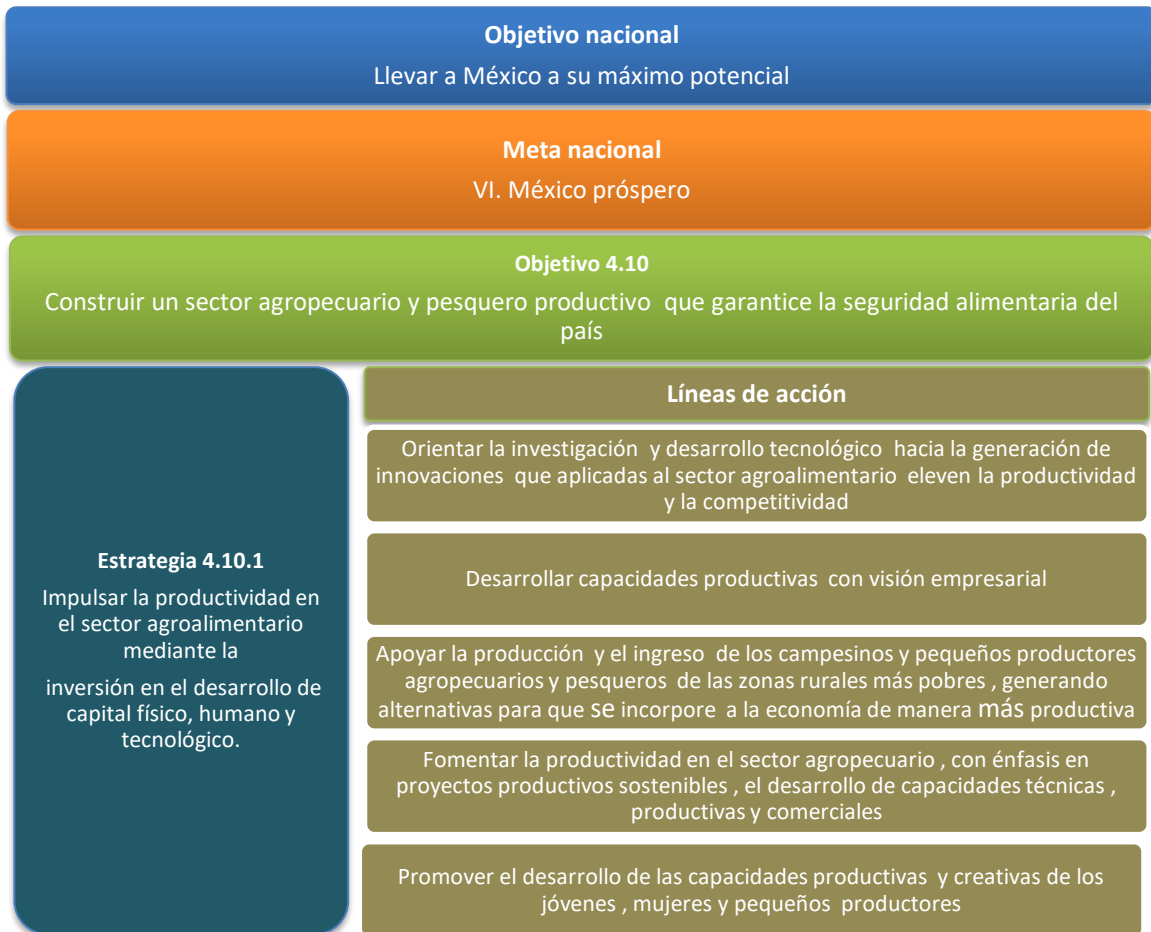 Objetivo nacional
Llevar a México a su máximo potencial
Meta nacional
VI. México próspero
Objetivo 4.10
Construir un sector agropecuario y pesquero productivo que garantice la seguridad alimentaria del
país
Estrategia 4.10.1
Impulsar la productividad en
el sector agroalimentario
mediante la
inversión en el desarrollo de
capital físico, humano y
tecnológico.
Líneas de acción
Orientar la investigación y desarrollo tecnológico hacia la generación de
innovaciones que aplicadas al sector agroalimentario eleven la productividad
y la competitividad
Desarrollar capacidades productivas con visión empresarial
Apoyar la producción y el ingreso de los campesinos y pequeños productores
agropecuarios y pesqueros de las zonas rurales más pobres , generando
alternativas para que se incorpore a la economía de manera más productiva
Fomentar la productividad en el sector agropecuario , con énfasis en
proyectos productivos sostenibles , el desarrollo de capacidades técnicas ,
productivas y comerciales
Promover el desarrollo de las capacidades productivas y creativas de los
jóvenes , mujeres y pequeños productores